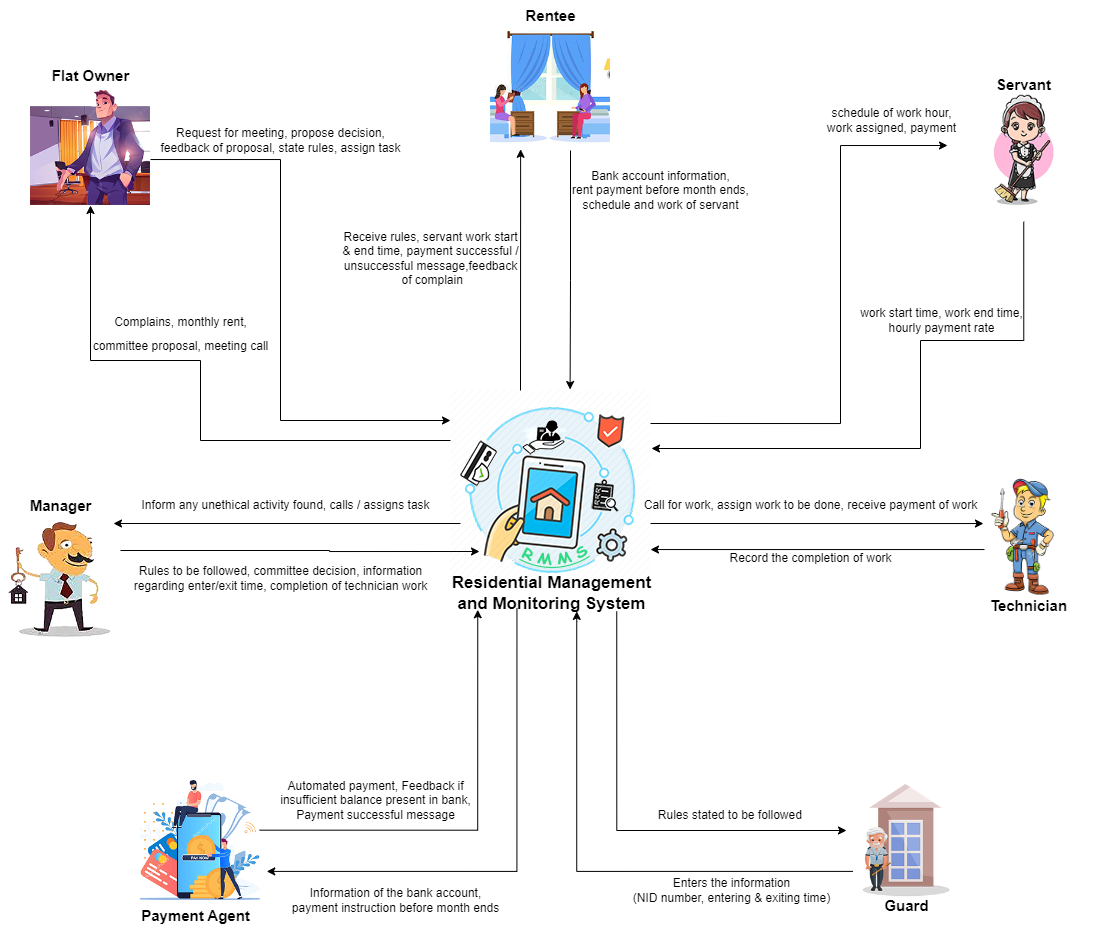 Rentee
Flat Owner
Servant
Request for meeting, propose decision,
feedback of proposal, state rules, assign task
schedule of work hour,
work assigned, payment
Bank account information,
rent payment before month ends,
schedule and work of servant
Receive rules, servant work start
& end time, payment successful /
unsuccessful message,feedback
of complain
Complains, monthly rent,
committee proposal, meeting call
work start time, work end time,
hourly payment rate
Manager
Inform any unethical activity found, calls / assigns task
Rules to be followed, committee decision, information
regarding enter/exit time, completion of technician work
RMMS
Residential Management
and Monitoring System
Call for work, assign work to be done, receive payment of work
Record the completion of work
Technician
Automated payment, Feedback if
insufficient balance present in bank,
Payment successful message
PAY NOW
Information of the bank account,
payment instruction before month ends
Payment Agent
Rules stated to be followed
Enters the information
(NID number, entering & exiting time)
Guard